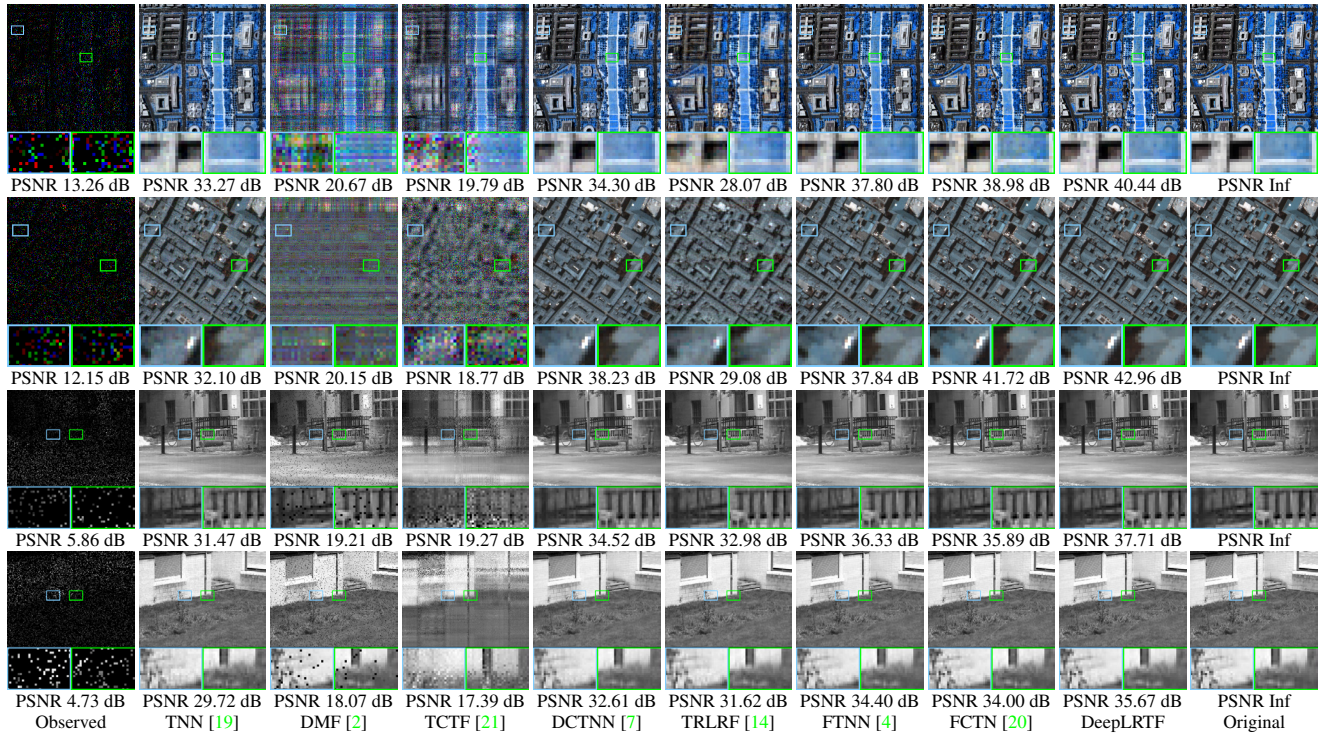 PSNR 13.26 dB PSNR 33.27 dB PSNR 20.67 dB PSNR 19.79 dB PSNR 34.30 dB PSNR 28.07 dB PSNR 37.80 dB PSNR 38.98 dB PSNR 40.44 dB PSNR Inf
PSNR 12.15 dB PSNR 32.10 dB PSNR 20.15 dB PSNR 18.77 dB PSNR 38.23 dB PSNR 29.08 dB PSNR 37.84 dB PSNR 41.72 dB PSNR 42.96 dB PSNR Inf
PSNR 5.86 dB PSNR 31.47 dB PSNR 19.21 dB PSNR 19.27 dB PSNR 34.52 dB PSNR 32.98 dB PSNR 36.33 dB PSNR 35.89 dB PSNR 37.71 dB PSNR Inf
PSNR 4.73 dB PSNR 29.72 dB PSNR 18.07 dB PSNR 17.39 dB PSNR 32.61 dB PSNR 31.62 dB PSNR 34.40 dB PSNR 34.00 dB PSNR 35.67 dB PSNR Inf
Observed TNN [19] DMF [2] TCTF [21] DCTNN [7] TRLRF [14] FTNN [4] FCTN [20] DeepLRTF Original